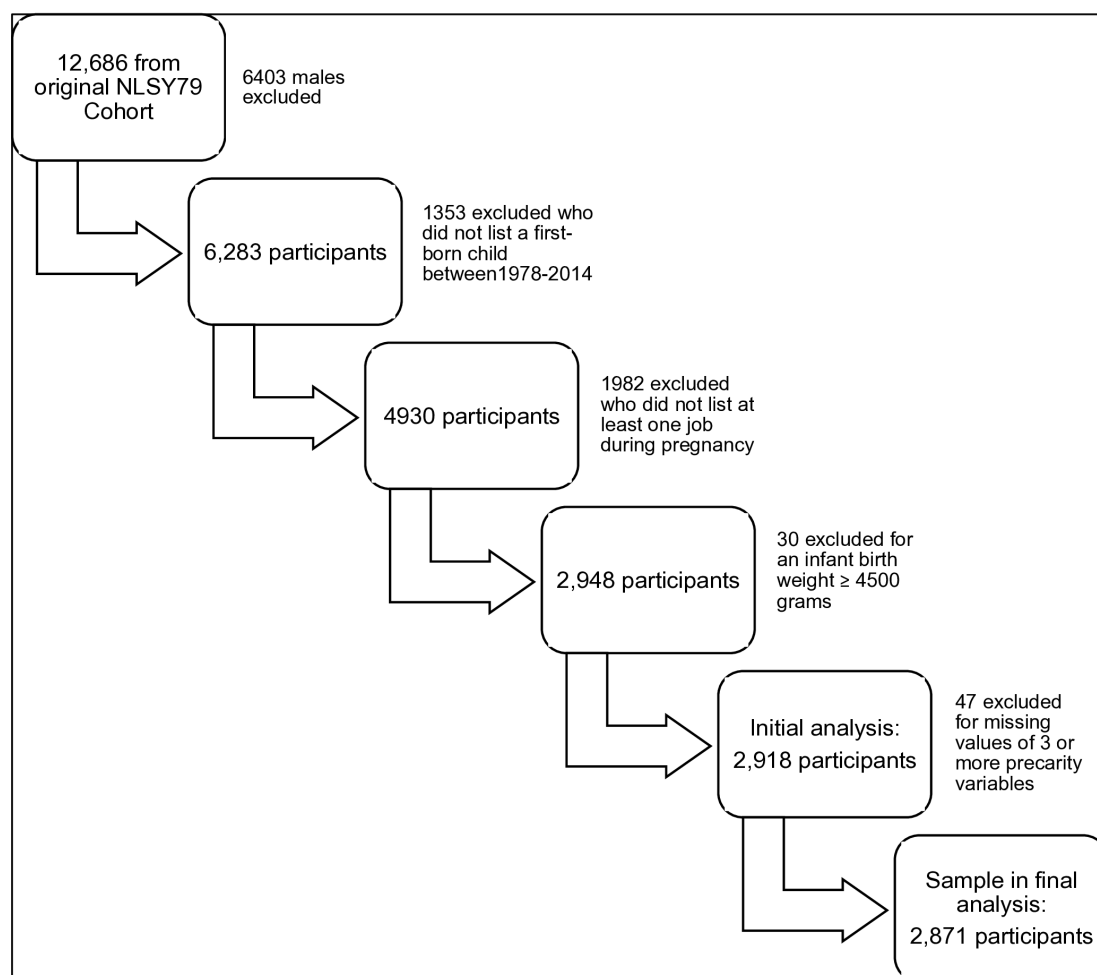 12,686 from
original NLSY79
Cohort
6403 males
excluded
6,283 participants
1353 excluded who
did not list a first-
born child
between1978-2014
4930 participants
1982 excluded
who did not list at
least one job
during pregnancy
2,948 participants
30 excluded for
an infant birth
weight ≥ 4500
grams
Initial analysis:
2,918 participants
47 excluded
for missing
values of 3 or
more precarity
variables
Sample in final
analysis:
2,871 participants